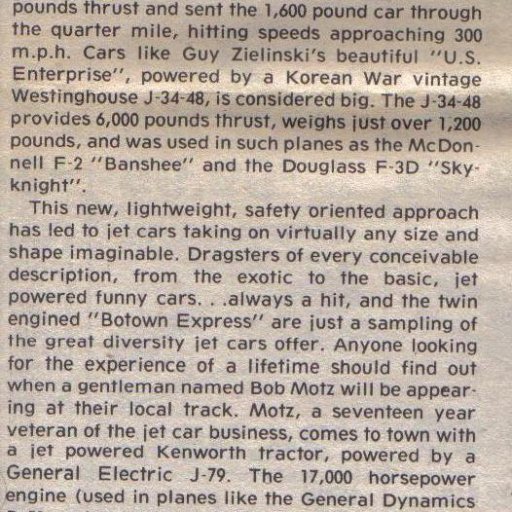 pounds thrust and sent the 1,600 pound car through
the quarter mile, hitting speeds approaching 300
m.p.h. Cars like Guy Zielinski's beautiful "U.S.
Enterprise", powered by a Korean War vintage
Westinghouse J-34-48, is considered big. The J-34-48
provides 6,000 pounds thrust, weighs just over 1,200
pounds, and was used in such planes as the McDon-
nell F-2 "Banshee" and the Douglass F-3D "Sky-
knight".
This new, lightweight, safety oriented approach
has led to jet cars taking on virtually any size and
shape imaginable. Dragsters of every conceivable
description, from the exotic to the basic, jet
powered funny cars. . .always a hit, and the twin
engined "Botown Express" are just a sampling of
the great diversity jet cars offer. Anyone looking
for the experience of a lifetime should find out
when a gentleman named Bob Motz will be appear-
ing at their local track. Motz, a seventeen year
veteran of the jet car business, comes to town with
a jet powered Kenworth tractor, powered by a
General Electric J-79. The 17,000 horsepower
engine (used in planes like the General Dynamics